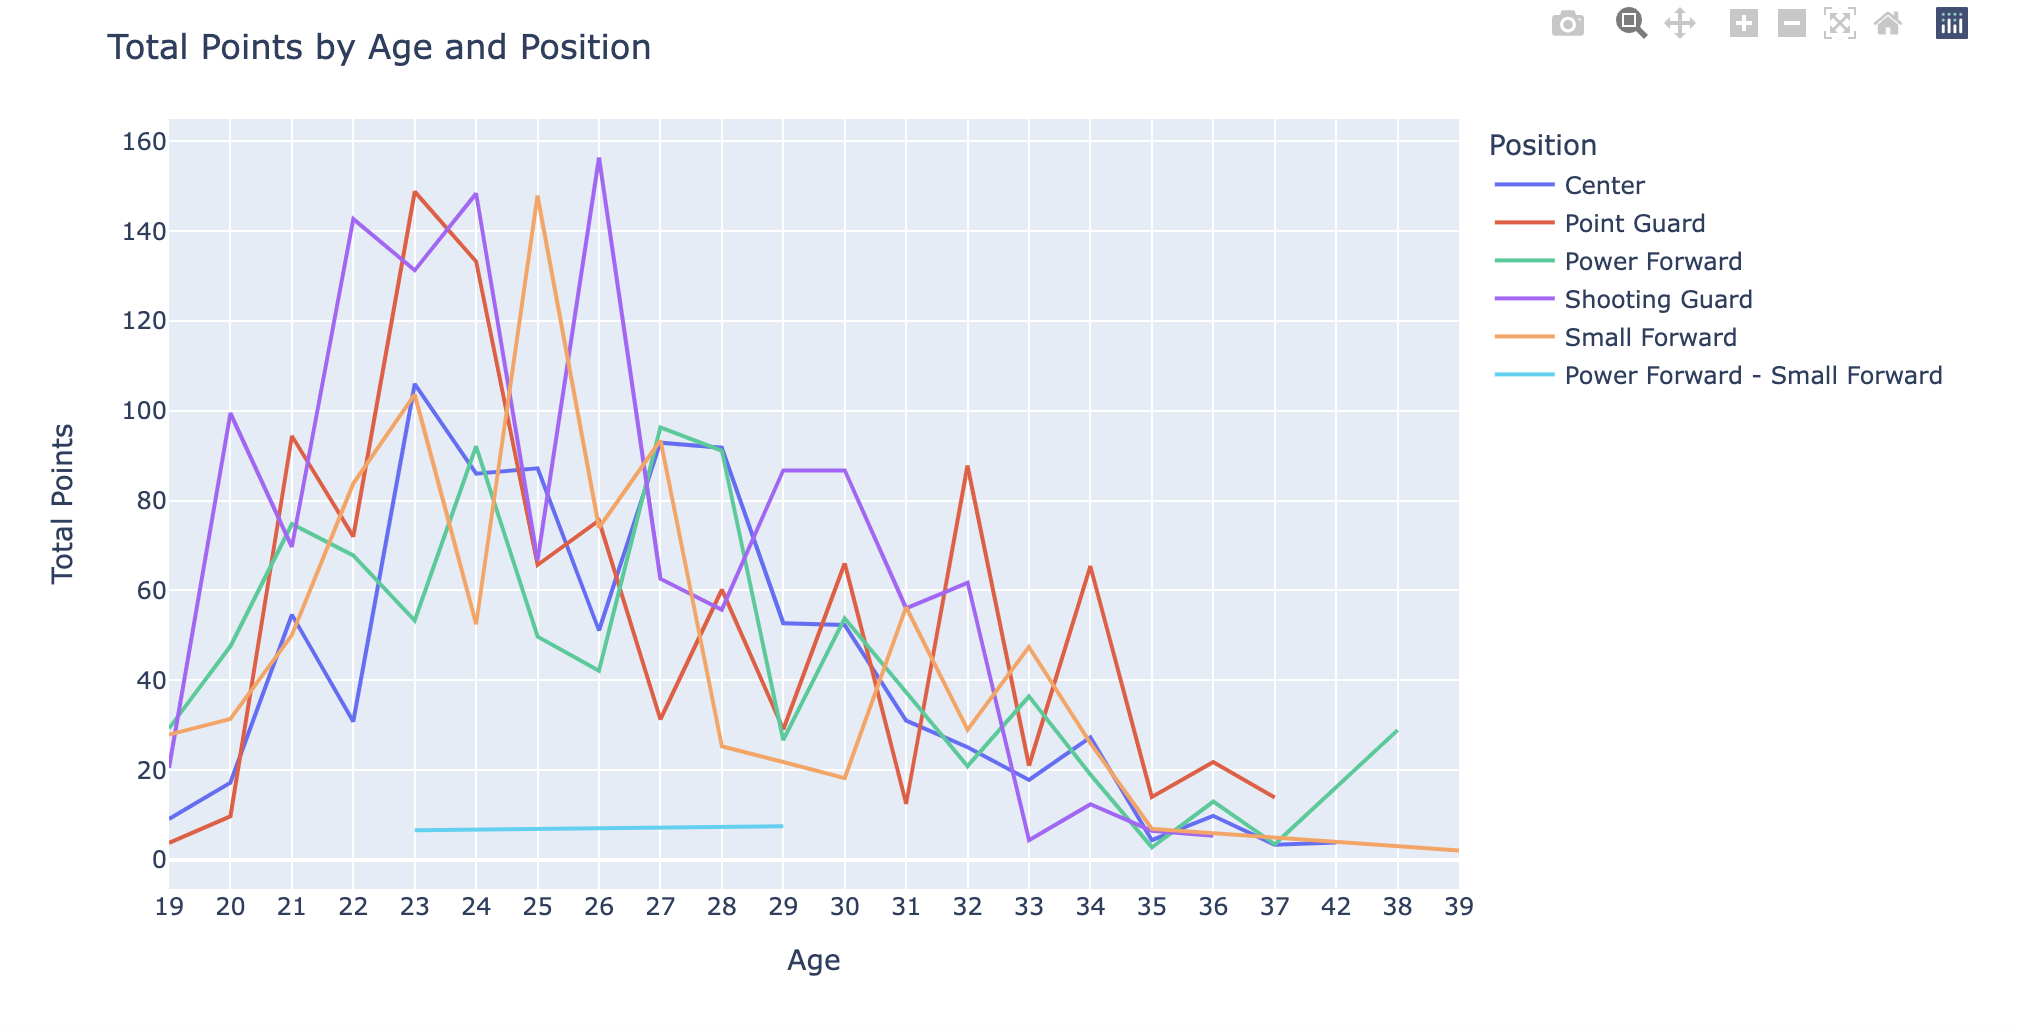 Total Points by Age and Position
160
140
120
100
80
60
40
20
0
Total Points
19 20 21 22 23 24 25 26 27 28 29 30 31 32 33 34 35 36 37 42 38 39
Age
Position
Center
Point Guard
Power Forward
Shooting Guard
Small Forward
Power Forward - Small Forward